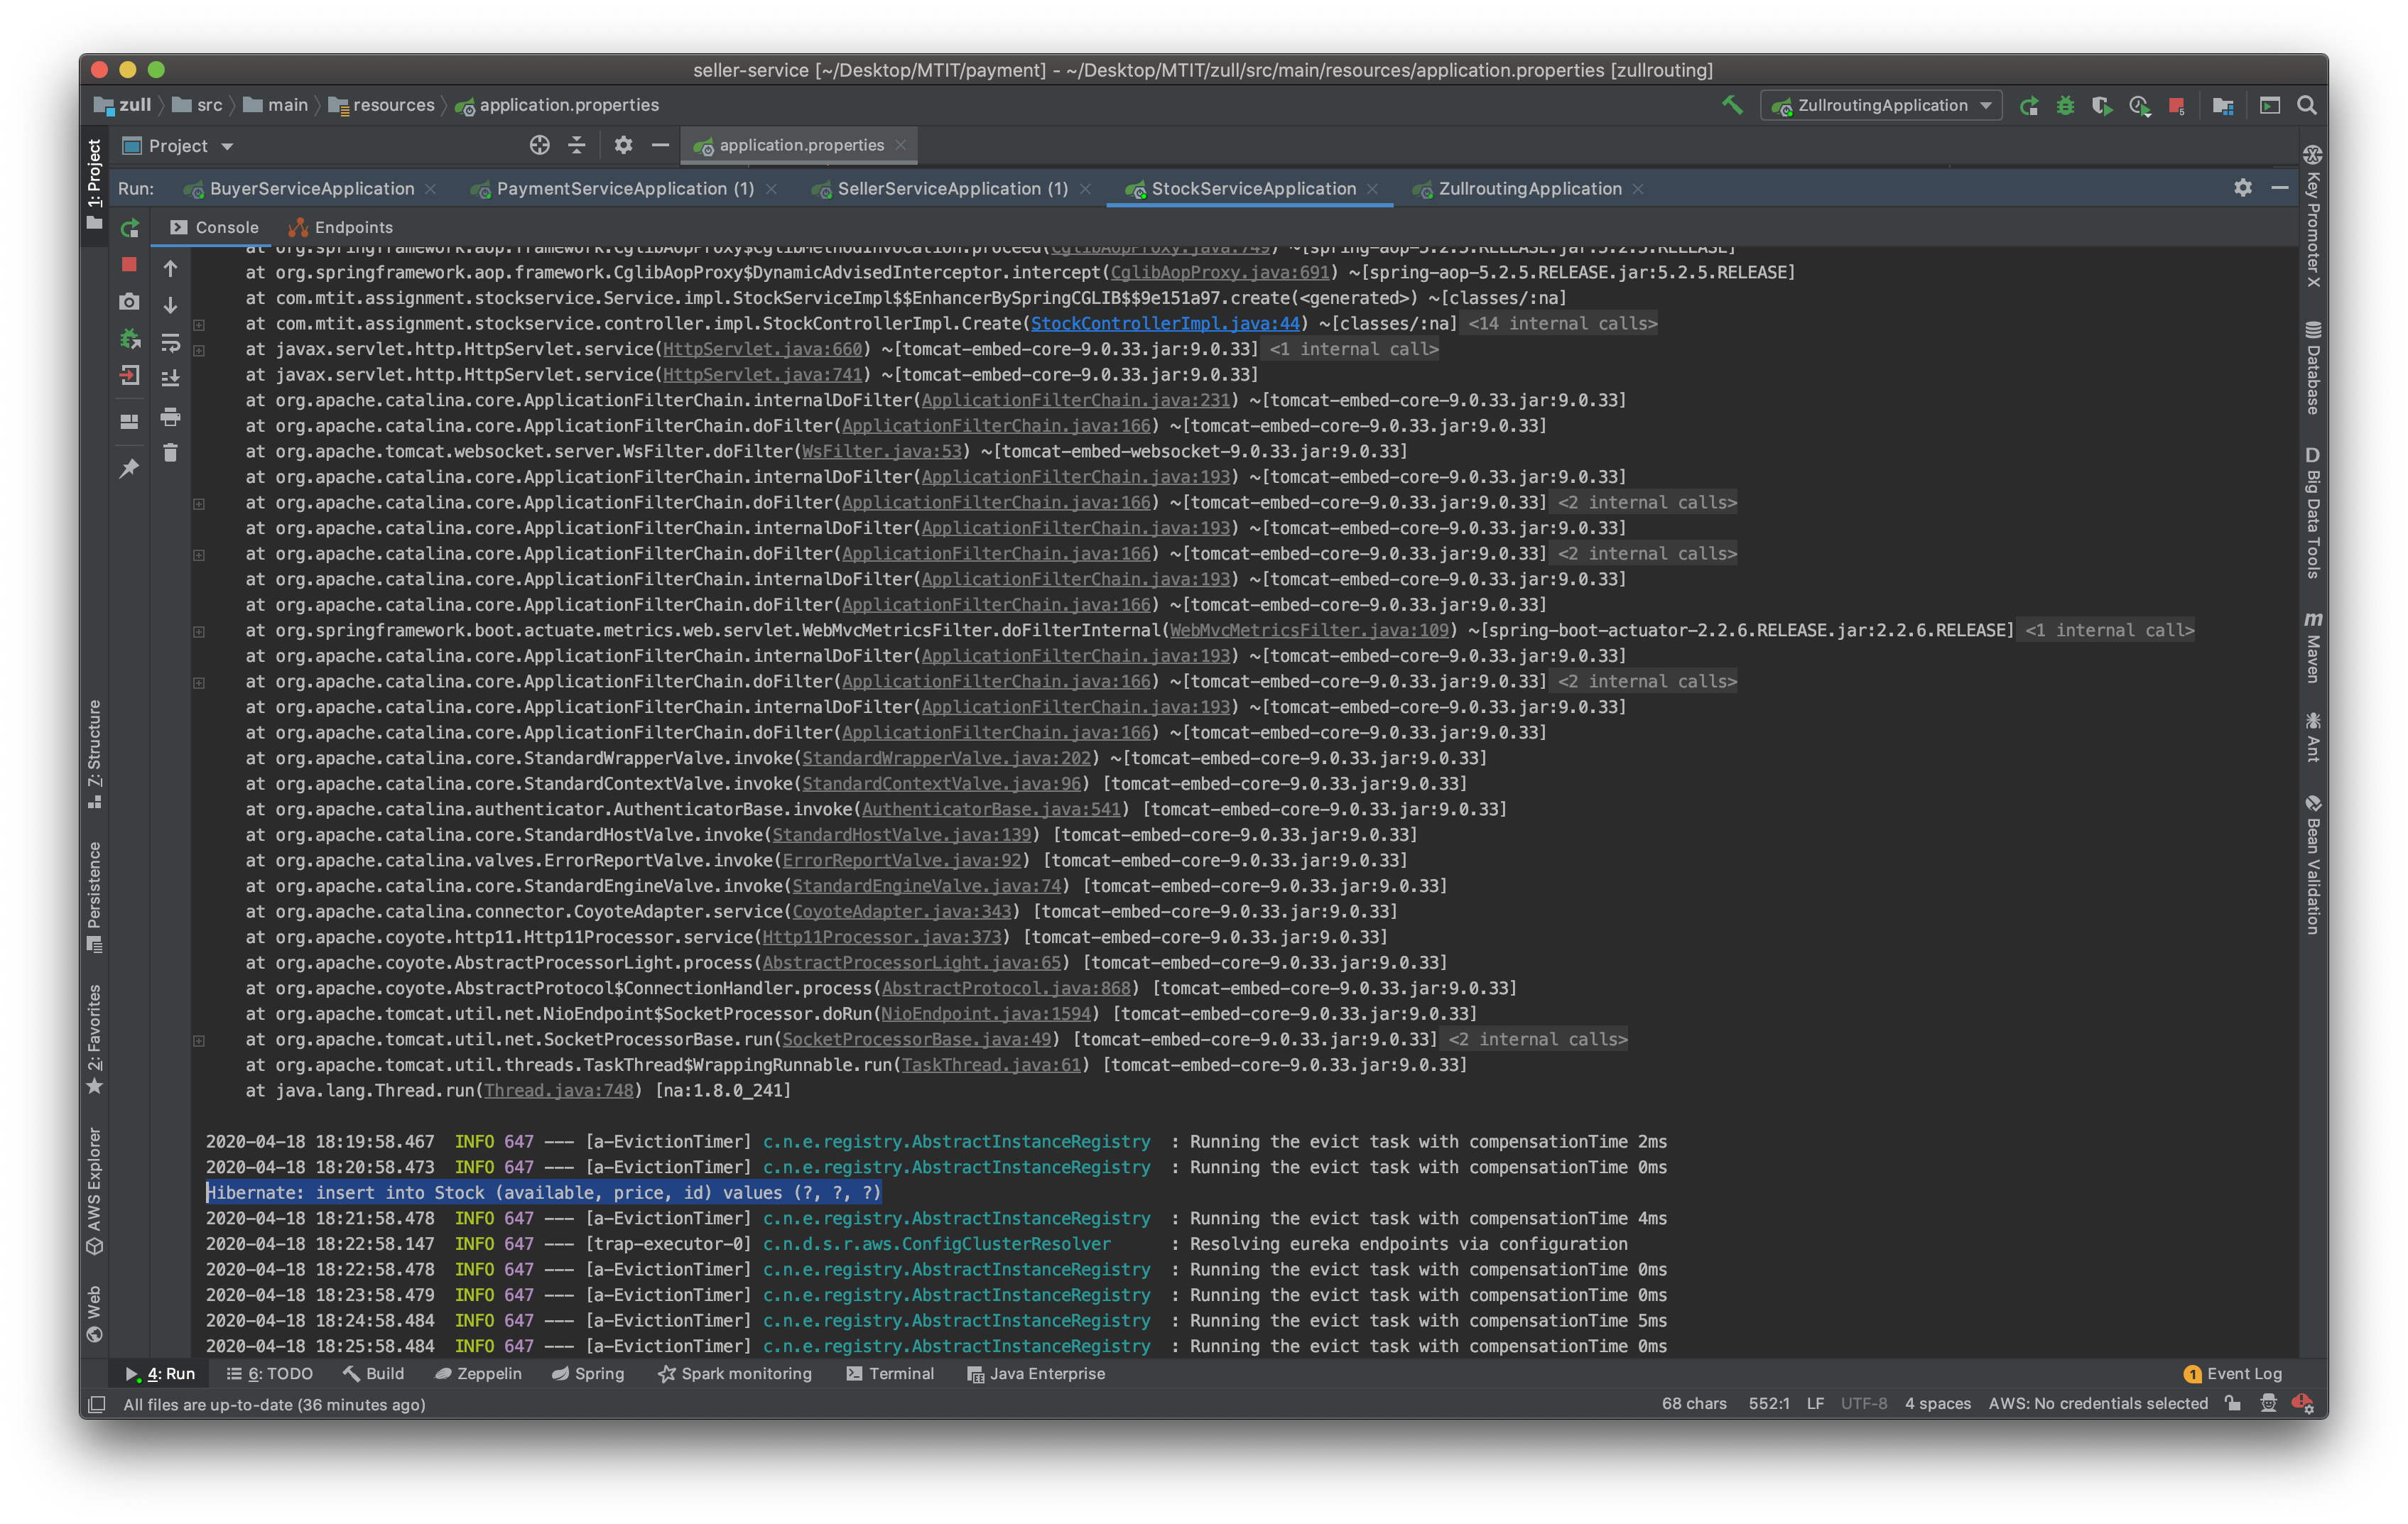 seller-service [~/Desktop/MTIT/payment] - ~/Desktop/MTIT/zull/src/main/resources/application.properties [zullrouting]
zull src main resources application.properties ZullroutingApplication
Project application.properties
Run: BuyerServiceApplication PaymentServiceApplication (1) SellerServiceApplication (1) StockServiceApplication ZullroutingApplication
Console Endpoints
at org.springframework.aop.framework.CglibAopProxy$CglibMethodInvocation.proceed(CglibAopProxy.java:749) ~[spring-aop-5.2.5.RELEASE.jar:5.2.5.RELEASE]
at org.springframework.aop.framework.CglibAopProxy$DynamicAdvisedInterceptor.intercept(CglibAopProxy.java:691) ~[spring-aop-5.2.5.RELEASE.jar:5.2.5.RELEASE]
at com.mtit.assignment.stockservice.Service.impl.StockServiceImpl$$EnhancerBySpringCGLIB$$9e151a97.create(<generated>) ~[classes/:na]
at com.mtit.assignment.stockservice.controller.impl.StockControllerImpl.Create(StockControllerImpl.java:44) ~[classes/:na] <14 internal calls>
at javax.servlet.http.HttpServlet.service(HttpServlet.java:660) ~[tomcat-embed-core-9.0.33.jar:9.0.33] <1 internal call>
at javax.servlet.http.HttpServlet.service(HttpServlet.java:741) ~[tomcat-embed-core-9.0.33.jar:9.0.33]
at org.apache.catalina.core.ApplicationFilterChain.internalDoFilter(ApplicationFilterChain.java:231) ~[tomcat-embed-core-9.0.33.jar:9.0.33]
at org.apache.catalina.core.ApplicationFilterChain.doFilter(ApplicationFilterChain.java:166) ~[tomcat-embed-core-9.0.33.jar:9.0.33]
at org.apache.tomcat.websocket.server.WsFilter.doFilter(WsFilter.java:53) ~[tomcat-embed-websocket-9.0.33.jar:9.0.33]
at org.apache.catalina.core.ApplicationFilterChain.internalDoFilter(ApplicationFilterChain.java:193) ~[tomcat-embed-core-9.0.33.jar:9.0.33]
at org.apache.catalina.core.ApplicationFilterChain.doFilter(ApplicationFilterChain.java:166) ~[tomcat-embed-core-9.0.33.jar:9.0.33] <2 internal calls>
at org.apache.catalina.core.ApplicationFilterChain.internalDoFilter(ApplicationFilterChain.java:193) ~[tomcat-embed-core-9.0.33.jar:9.0.33]
at org.apache.catalina.core.ApplicationFilterChain.doFilter(ApplicationFilterChain.java:166) ~[tomcat-embed-core-9.0.33.jar:9.0.33] <2 internal calls>
at org.apache.catalina.core.ApplicationFilterChain.internalDoFilter(ApplicationFilterChain.java:193) ~[tomcat-embed-core-9.0.33.jar:9.0.33]
at org.apache.catalina.core.ApplicationFilterChain.doFilter(ApplicationFilterChain.java:166) ~[tomcat-embed-core-9.0.33.jar:9.0.33]
at org.springframework.boot.actuate.metrics.web.servlet.WebMvcMetricsFilter.doFilterInternal(WebMvcMetricsFilter.java:109) ~[spring-boot-actuator-2.2.6.RELEASE.jar:2.2.6.RELEASE] <1 internal call>
at org.apache.catalina.core.ApplicationFilterChain.internalDoFilter(ApplicationFilterChain.java:193) ~[tomcat-embed-core-9.0.33.jar:9.0.33]
at org.apache.catalina.core.ApplicationFilterChain.doFilter(ApplicationFilterChain.java:166) ~[tomcat-embed-core-9.0.33.jar:9.0.33] <2 internal calls>
at org.apache.catalina.core.ApplicationFilterChain.internalDoFilter(ApplicationFilterChain.java:193) ~[tomcat-embed-core-9.0.33.jar:9.0.33]
at org.apache.catalina.core.ApplicationFilterChain.doFilter(ApplicationFilterChain.java:166) ~[tomcat-embed-core-9.0.33.jar:9.0.33]
at org.apache.catalina.core.StandardWrapperValve.invoke(StandardWrapperValve.java:202) ~[tomcat-embed-core-9.0.33.jar:9.0.33]
at org.apache.catalina.core.StandardContextValve.invoke(StandardContextValve.java:96) [tomcat-embed-core-9.0.33.jar:9.0.33]
at org.apache.catalina.authenticator.AuthenticatorBase.invoke(AuthenticatorBase.java:541) [tomcat-embed-core-9.0.33.jar:9.0.33]
at org.apache.catalina.core.StandardHostValve.invoke(StandardHostValve.java:139) [tomcat-embed-core-9.0.33.jar:9.0.33]
at org.apache.catalina.valves.ErrorReportValve.invoke(ErrorReportValve.java:92) [tomcat-embed-core-9.0.33.jar:9.0.33]
at org.apache.catalina.core.StandardEngineValve.invoke(StandardEngineValve.java:74) [tomcat-embed-core-9.0.33.jar:9.0.33]
at org.apache.catalina.connector.CoyoteAdapter.service(CoyoteAdapter.java:343) [tomcat-embed-core-9.0.33.jar:9.0.33]
at org.apache.coyote.http11.Http11Processor.service(Http11Processor.java:373) [tomcat-embed-core-9.0.33.jar:9.0.33]
at org.apache.coyote.AbstractProcessorLight.process(AbstractProcessorLight.java:65) [tomcat-embed-core-9.0.33.jar:9.0.33]
at org.apache.coyote.AbstractProtocol$ConnectionHandler.process(AbstractProtocol.java:868) [tomcat-embed-core-9.0.33.jar:9.0.33]
at org.apache.tomcat.util.net.NioEndpoint$SocketProcessor.doRun(NioEndpoint.java:1594) [tomcat-embed-core-9.0.33.jar:9.0.33]
at org.apache.tomcat.util.net.SocketProcessorBase.run(SocketProcessorBase.java:49) [tomcat-embed-core-9.0.33.jar:9.0.33] <2 internal calls>
at org.apache.tomcat.util.threads.TaskThread$WrappingRunnable.run(TaskThread.java:61) [tomcat-embed-core-9.0.33.jar:9.0.33]
at java.lang.Thread.run(Thread.java:748) [na:1.8.0_241]
2020-04-18 18:19:58.467 INFO 647 --- [a-EvictionTimer] c.n.e.registry.AbstractInstanceRegistry : Running the evict task with compensationTime 2ms
2020-04-18 18:20:58.473 INFO 647 --- [a-EvictionTimer] c.n.e.registry.AbstractInstanceRegistry : Running the evict task with compensationTime 0ms
Hibernate: insert into Stock (available, price, id) values (?, ?, ?)
2020-04-18 18:21:58.478 INFO 647 --- [a-EvictionTimer] c.n.e.registry.AbstractInstanceRegistry : Running the evict task with compensationTime 4ms
2020-04-18 18:22:58.147 INFO 647 --- [trap-executor-0] c.n.d.s.r.aws.ConfigClusterResolver : Resolving eureka endpoints via configuration
2020-04-18 18:22:58.478 INFO 647 --- [a-EvictionTimer] c.n.e.registry.AbstractInstanceRegistry : Running the evict task with compensationTime 0ms
2020-04-18 18:23:58.479 INFO 647 --- [a-EvictionTimer] c.n.e.registry.AbstractInstanceRegistry : Running the evict task with compensationTime 0ms
2020-04-18 18:24:58.484 INFO 647 --- [a-EvictionTimer] c.n.e.registry.AbstractInstanceRegistry : Running the evict task with compensationTime 5ms
2020-04-18 18:25:58.484 INFO 647 --- [a-EvictionTimer] c.n.e.registry.AbstractInstanceRegistry : Running the evict task with compensationTime 0ms
1: Project
Z: Structure
Persistence
2: Favorites
AWS Explorer
Web
Key Promoter X
Database
D Big Data Tools
m Maven
Ant
Bean Validation
4: Run 6: TODO Build Zeppelin Spring Spark monitoring Terminal Java Enterprise 1 Event Log
All files are up-to-date (36 minutes ago) 68 chars 552:1 LF UTF-8 4 spaces AWS: No credentials selected